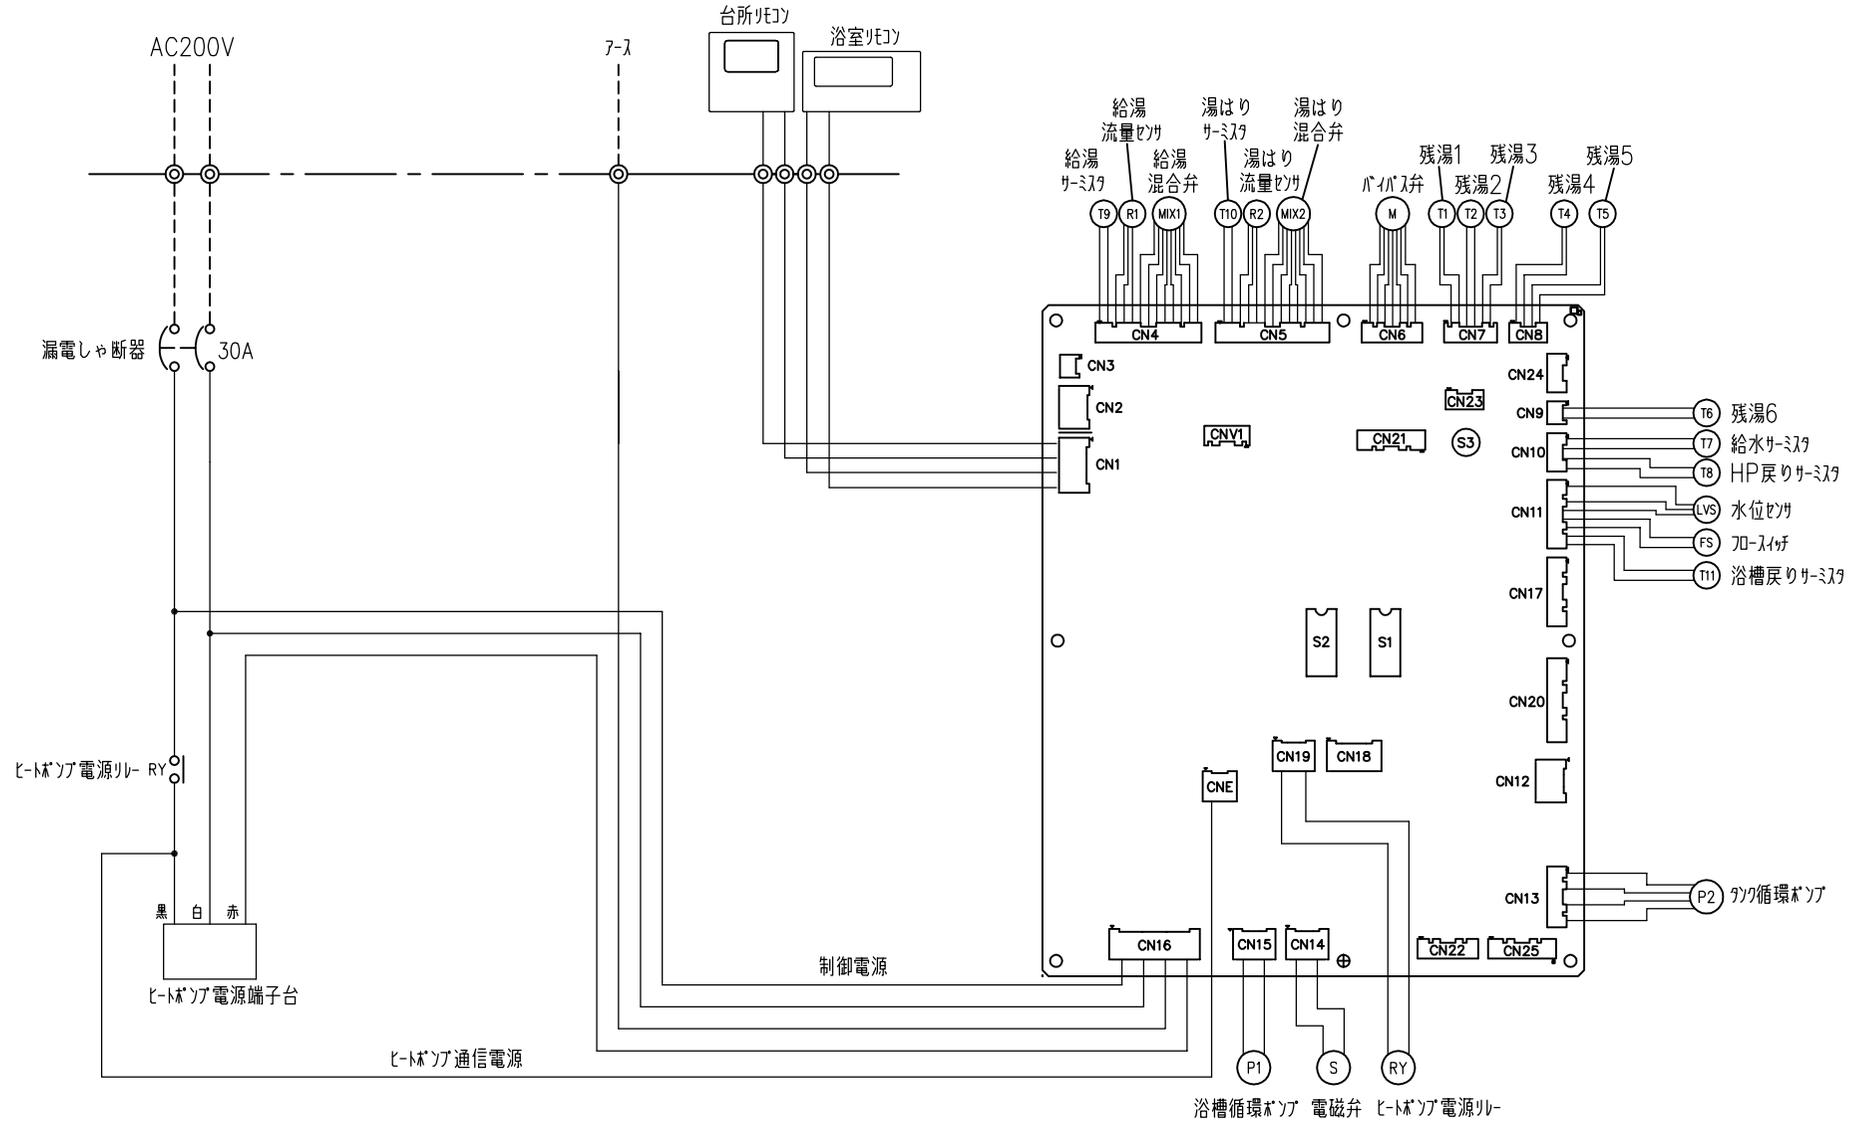 台所リモコン
浴室リモコン
AC200V
アース
給湯
流量センサ
湯はり
サーミスタ
湯はり
混合弁
給湯
サーミスタ
給湯
混合弁
湯はり
流量センサ
バイパス弁
残湯1
残湯2
残湯3
残湯4
残湯5
T9
R1
MIX1
T10
R2
MIX2
M
T1
T2
T3
T4
T5
CN4
CN5
CN6
CN7
CN8
漏電しゃ断器
30A
CN3
CN2
CN1
CNV1
CN21
CN23
S3
CN24
CN9
CN10
CN11
CN17
CN20
CN12
CN13
T6 残湯6
T7 給水サーミスタ
T8 HP戻りサーミスタ
LVS 水位センサ
FS フロースイッチ
T11 浴槽戻りサーミスタ
S2
S1
CN19
CN18
CNE
ヒートポンプ電源リレー RY
P2 タンク循環ポンプ
黒 白 赤
ヒートポンプ電源端子台
CN16
CN15
CN14
CN22
CN25
制御電源
ヒートポンプ通信電源
P1
S
RY
浴槽循環ポンプ 電磁弁 ヒートポンプ電源リレー